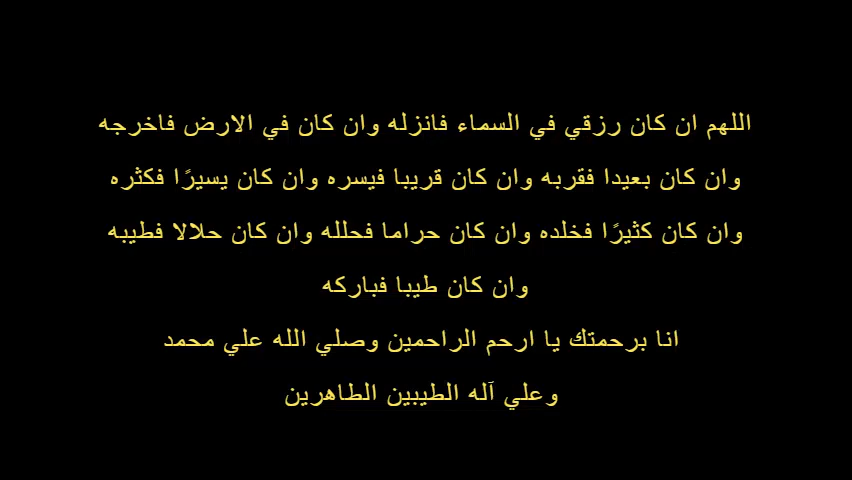 اللهم ان كان رزقي في السماء فانزله وان كان في الارض فاخرجه
وان كان بعيدا فقربه وان كان قريبا فيسره وان كان يسيرًا فكثره
وان كان كثيرًا فخلده وان كان حراما فحلله وان كان حلالا فطيبه
وان كان طيبا فباركه
انا برحمتك يا ارحم الراحمين وصلي الله علي محمد
وعلي آله الطيبين الطاهرين